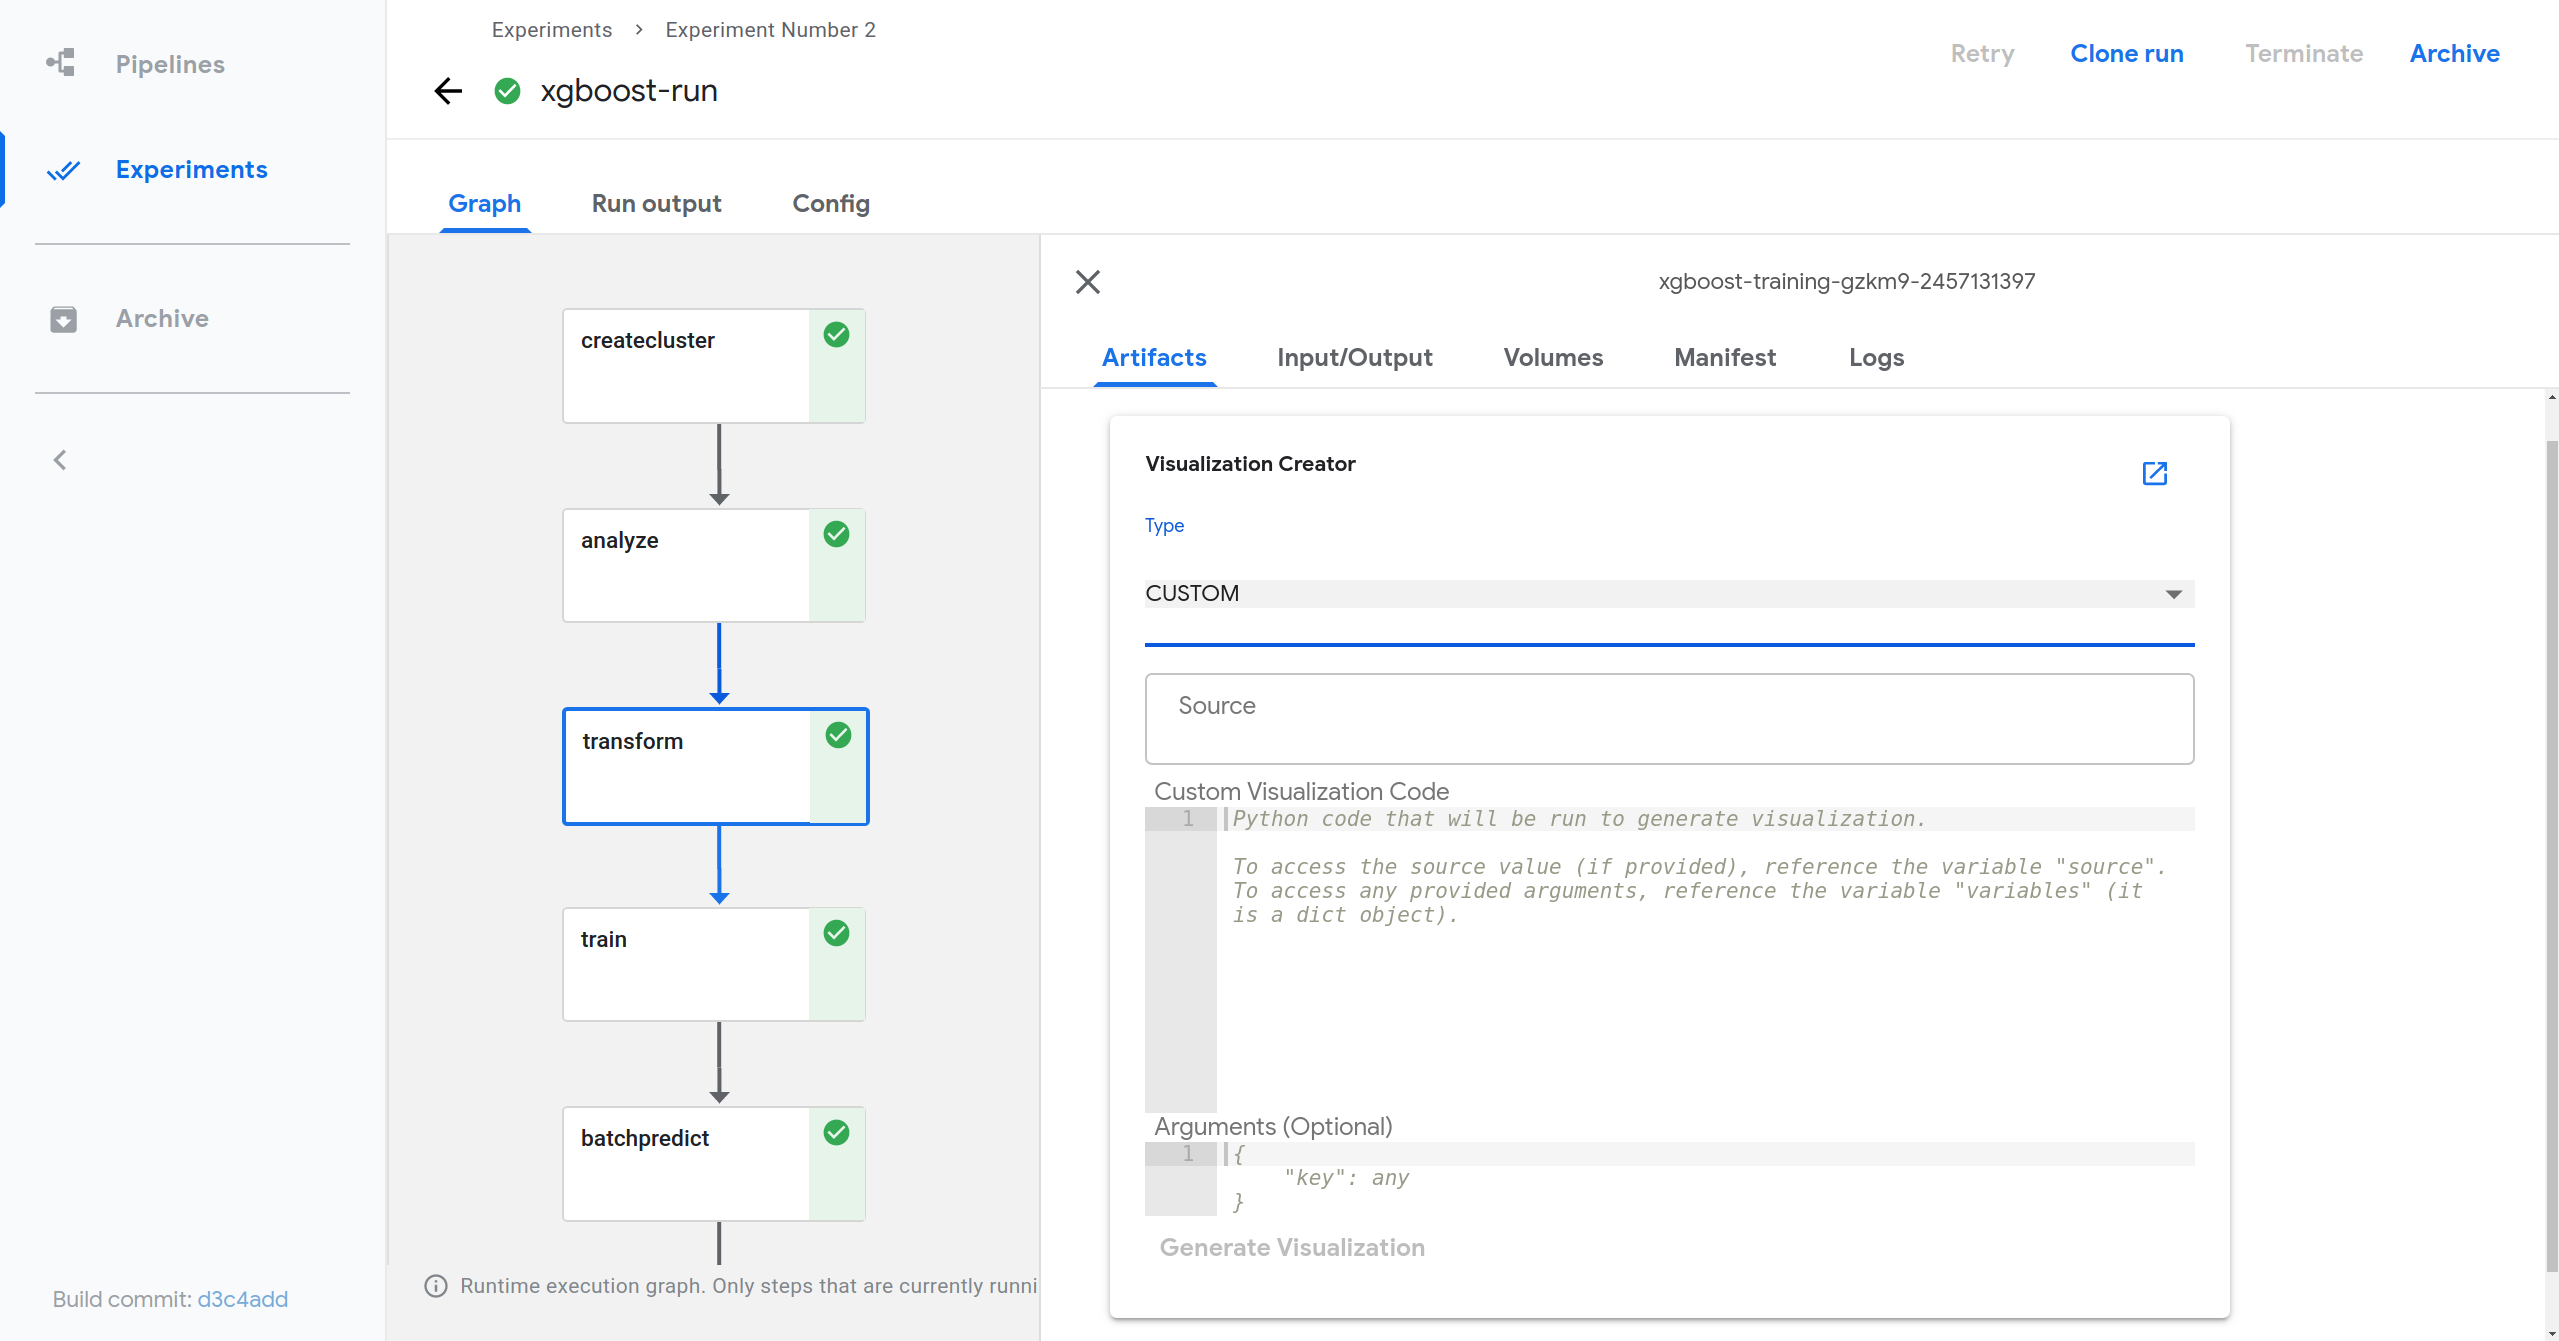 Pipelines
Experiments
Archive
Build commit: d3c4add
Experiments > Experiment Number 2
xgboost-run
Retry
Clone run
Terminate
Archive
Graph
Run output
Config
createcluster
analyze
transform
train
batchpredict
Runtime execution graph. Only steps that are currently runni
xgboost-training-gzkm9-2457131397
Artifacts
Input/Output
Volumes
Manifest
Logs
Visualization Creator
Type
CUSTOM
Source
Custom Visualization Code
1 Python code that will be run to generate visualization.
To access the source value (if provided), reference the variable "source".
To access any provided arguments, reference the variable "variables" (it
is a dict object).
Arguments (Optional)
1 {
"key": any
}
Generate Visualization